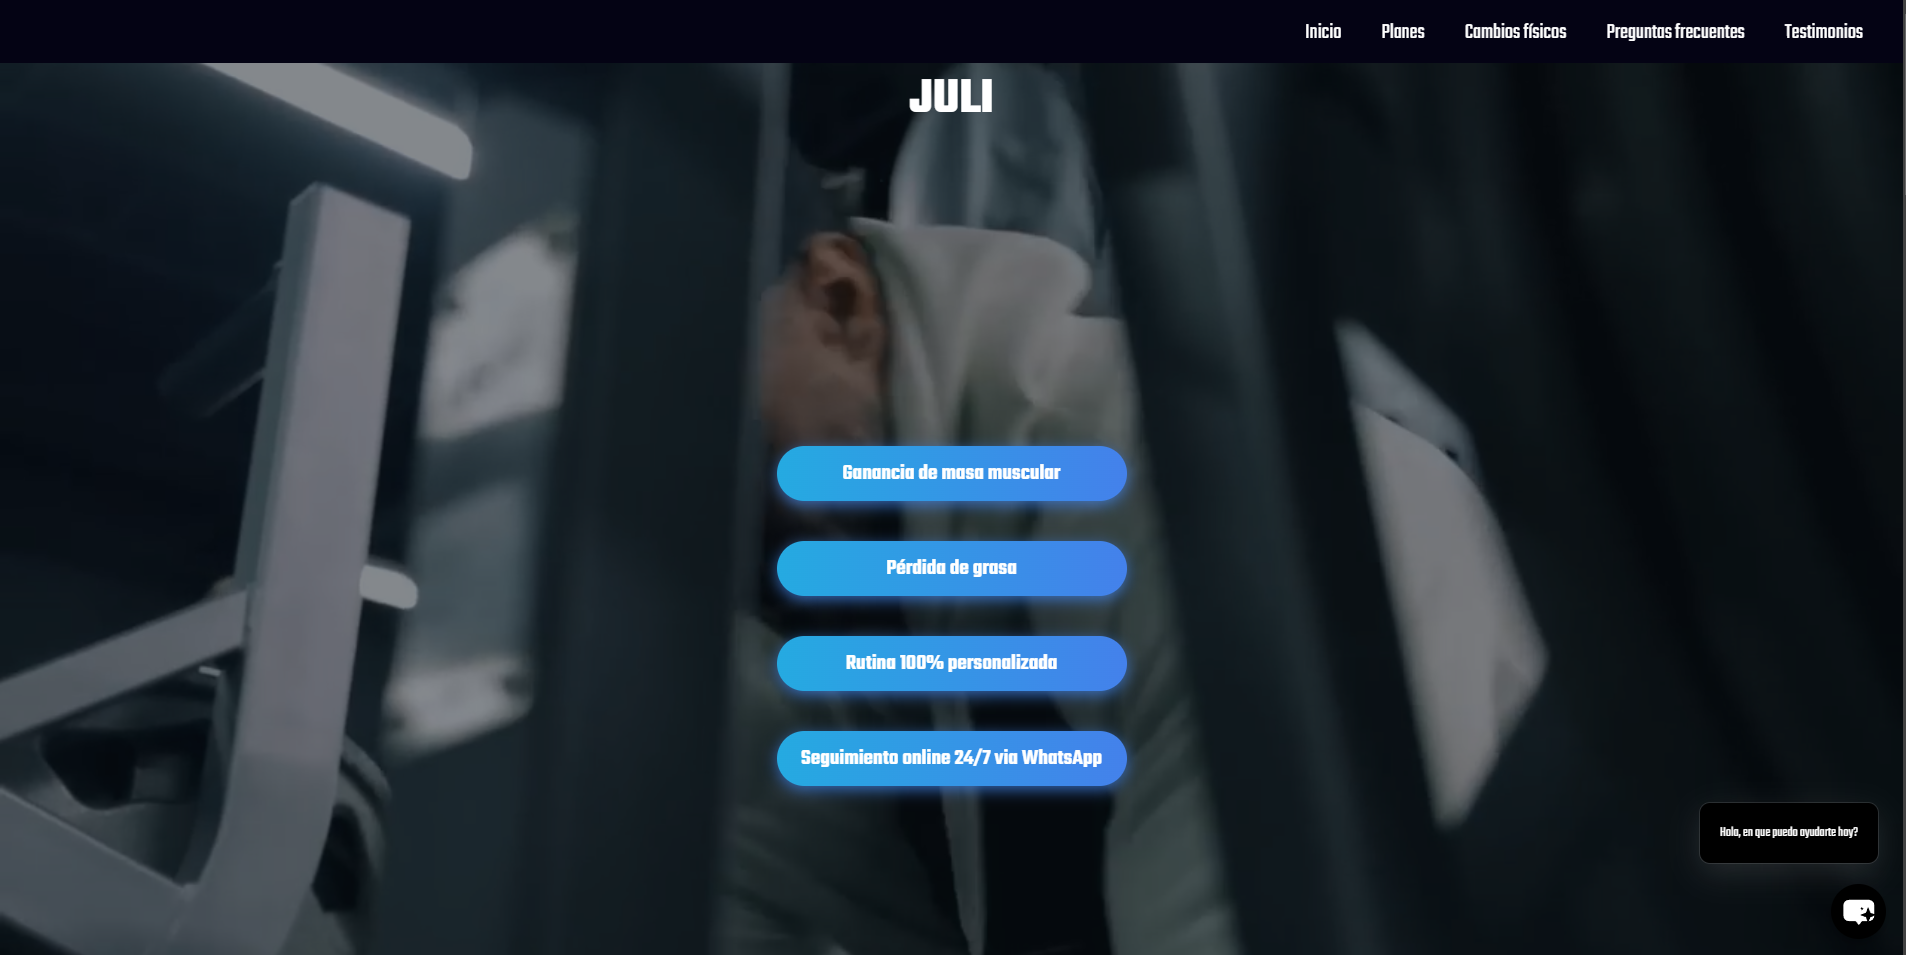 Inicio
Planes
Cambios físicos
Preguntas frecuentes
Testimonios
JULI
Ganancia de masa muscular
Pérdida de grasa
Rutina 100% personalizada
Seguimiento online 24/7 via WhatsApp
Hola, en que puedo ayudarte hoy?